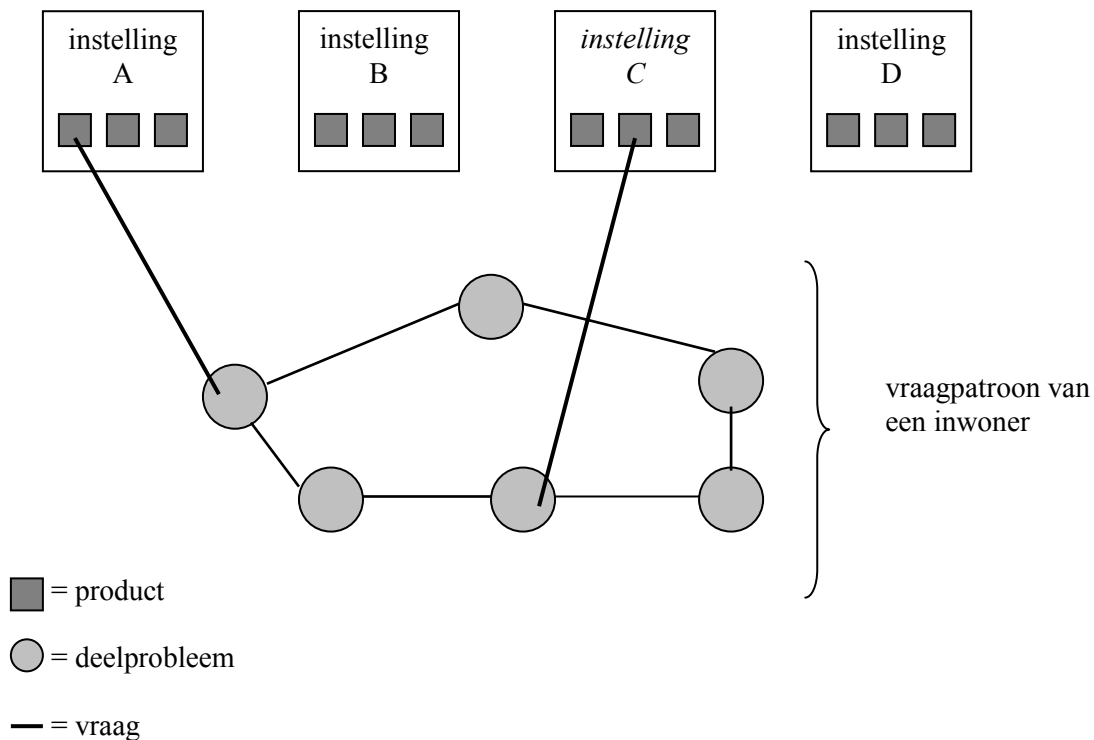 instelling
A
instelling
B
instelling
C
instelling
D
vraagpatroon van
een inwoner
= product
= deelprobleem
= vraag